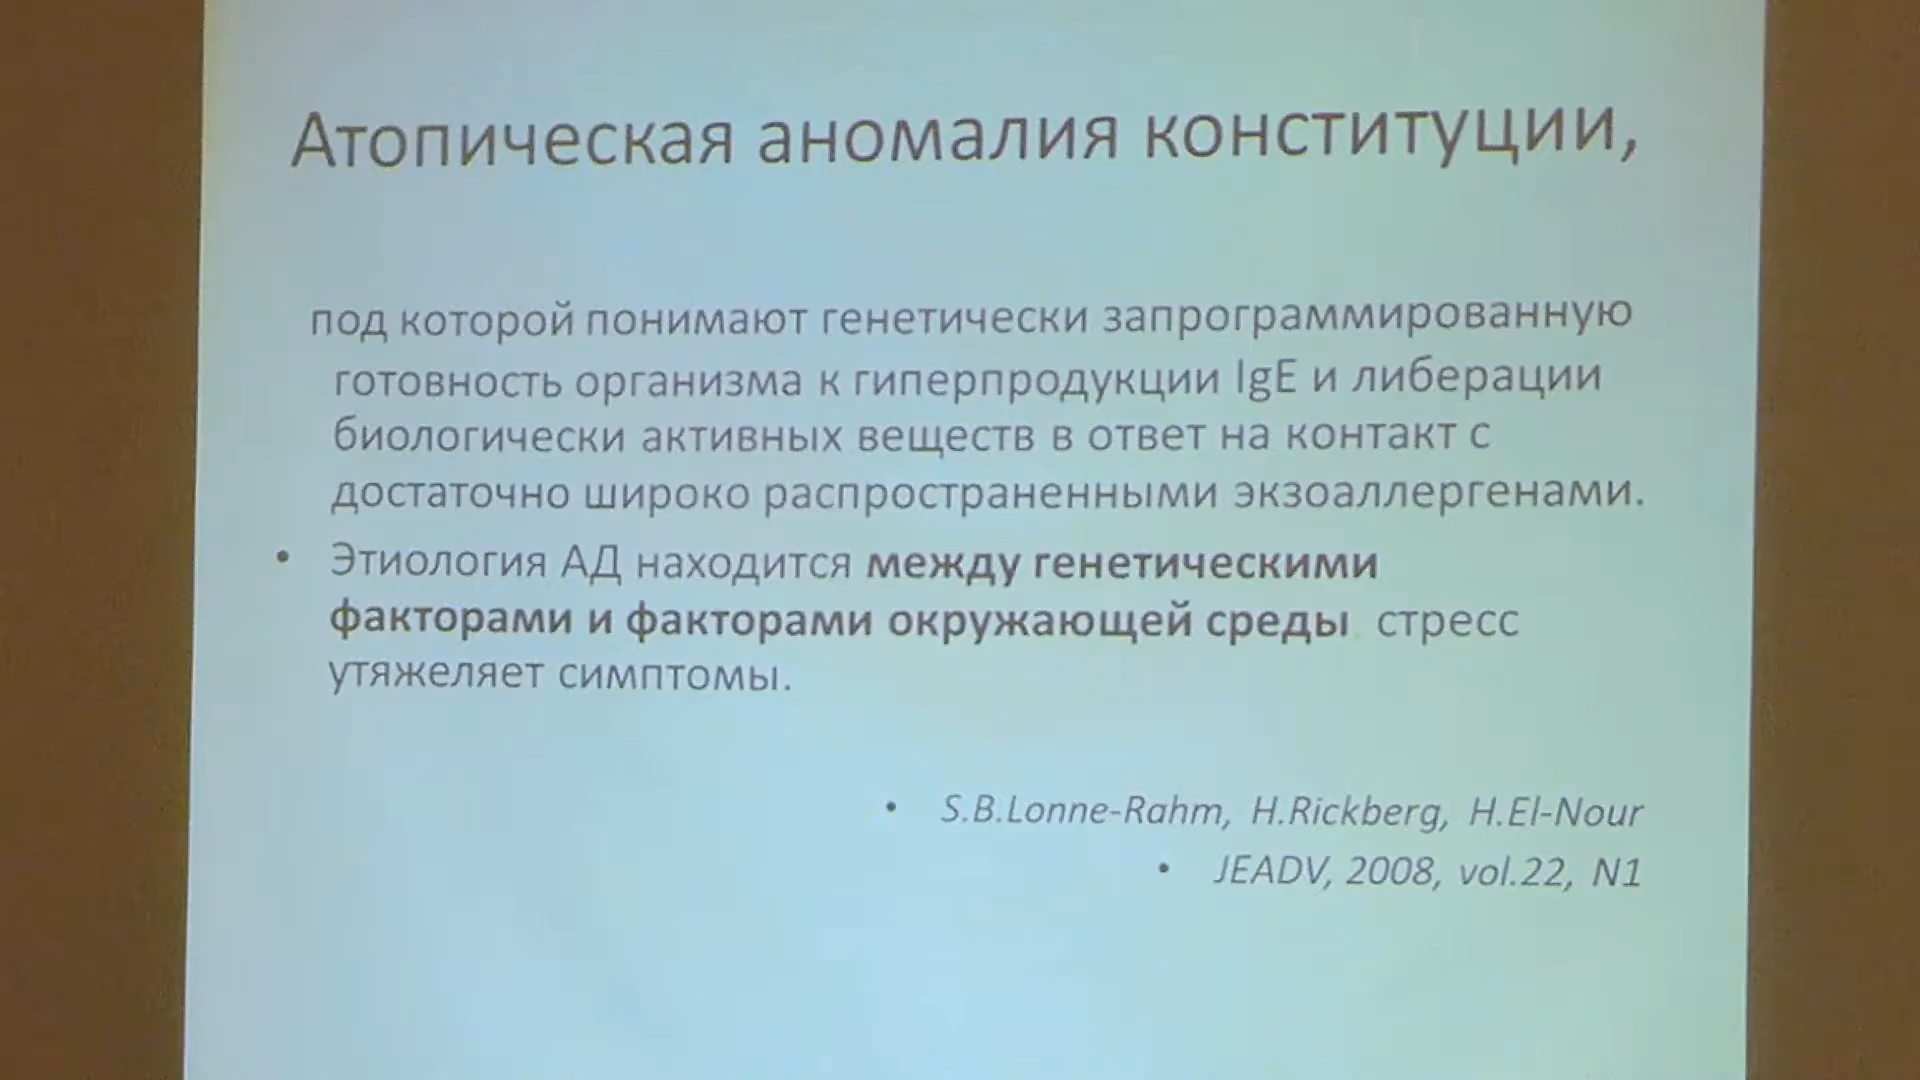 Атопическая аномалия конституции,
под которой понимают генетически запрограммированную
готовность организма к гиперпродукции IgE и либерации
биологически активных веществ в ответ на контакт с
достаточно широко распространенными экзоаллергенами.
• Этиология АД находится между генетическими
факторами и факторами окружающей среды, стресс
утяжеляет симптомы.
• S.B.Lonne-Rahm, H.Rickberg, H.El-Nour
• JEADV, 2008, vol.22, N1